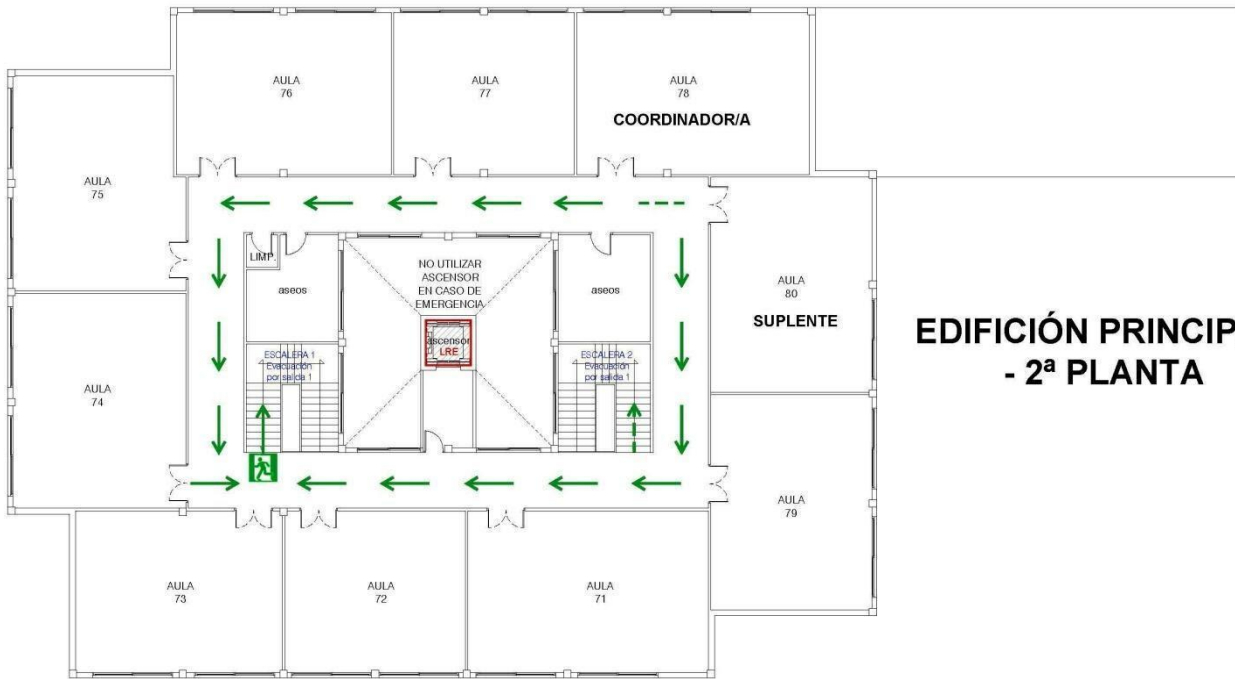 AULA
76
AULA
77
AULA
78
COORDINADOR/A
AULA
75
LIMP.
aseos
NO UTILIZAR
ASCENSOR
EN CASO DE
EMERGENCIA
aseos
AULA
80
SUPLENTE
EDIFICIÓN PRINCIP
- 2ª PLANTA
ascensor
LRE
ESCALERA 1
Evacuación
por salida 1
ESCALERA 2
Evacuación
por salida 1
AULA
74
AULA
79
AULA
73
AULA
72
AULA
71